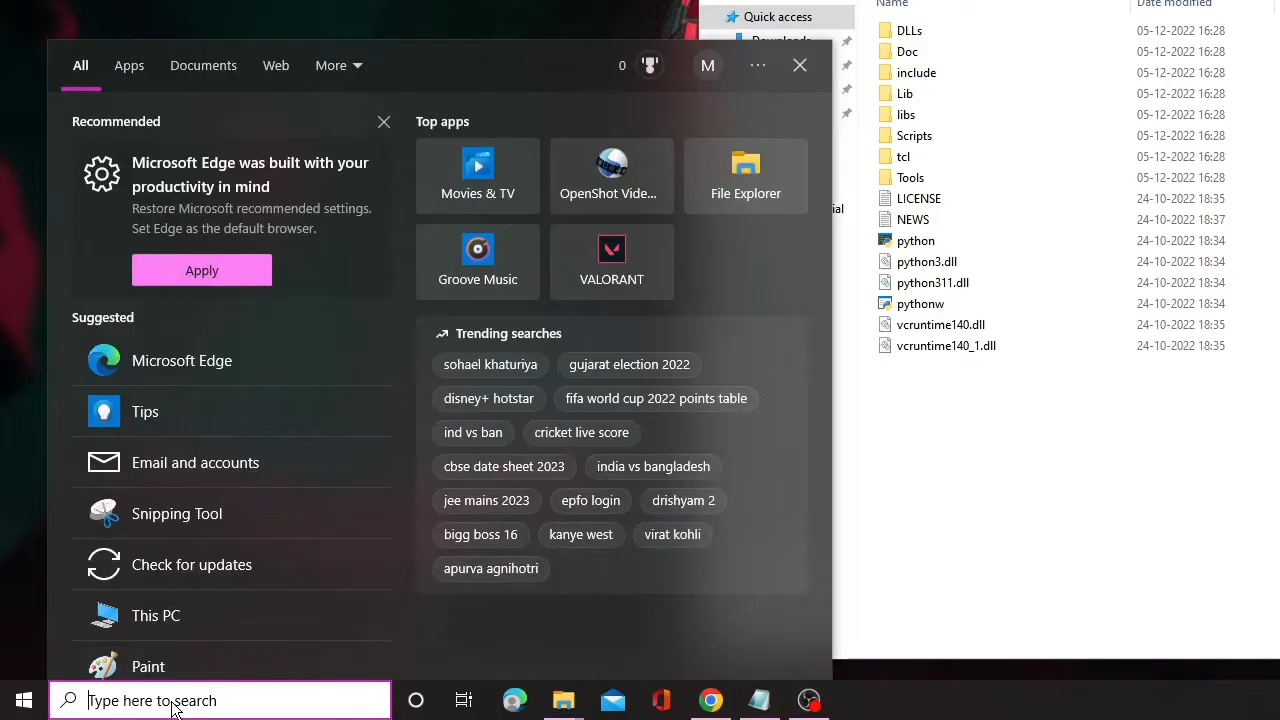 All Apps Documents Web More 0 M ···
Recommended
Microsoft Edge was built with your
productivity in mind
Restore Microsoft recommended settings.
Set Edge as the default browser.
Apply
Suggested
Microsoft Edge
Tips
Email and accounts
Snipping Tool
Check for updates
This PC
Paint
Top apps
Movies & TV
OpenShot Vide...
File Explorer
Groove Music
VALORANT
Trending searches
sohael khaturiya
gujarat election 2022
disney+ hotstar
fifa world cup 2022 points table
ind vs ban
cricket live score
cbse date sheet 2023
india vs bangladesh
jee mains 2023
epfo login
drishyam 2
bigg boss 16
kanye west
virat kohli
apurva agnihotri
Type here to search
Quick access
Downloads
ial
Name Date modified
DLLs 05-12-2022 16:28
Doc 05-12-2022 16:28
include 05-12-2022 16:28
Lib 05-12-2022 16:28
libs 05-12-2022 16:28
Scripts 05-12-2022 16:28
tcl 05-12-2022 16:28
Tools 05-12-2022 16:28
LICENSE 24-10-2022 18:35
NEWS 24-10-2022 18:37
python 24-10-2022 18:34
python3.dll 24-10-2022 18:34
python311.dll 24-10-2022 18:34
pythonw 24-10-2022 18:34
vcruntime140.dll 24-10-2022 18:35
vcruntime140_1.dll 24-10-2022 18:35